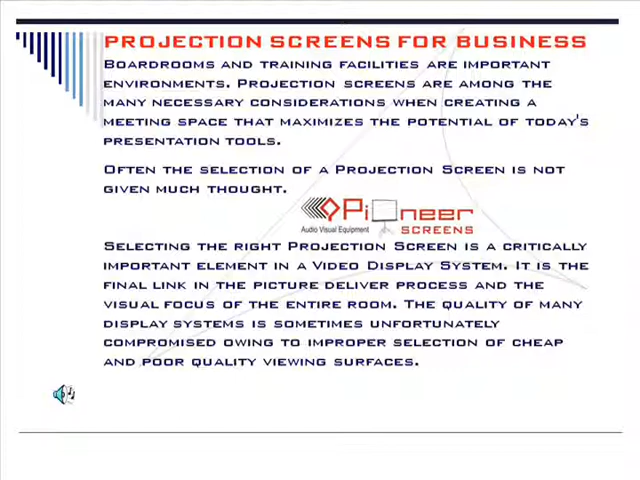 PROJECTION SCREENS FOR BUSINESS
BOARDROOMS AND TRAINING FACILITIES ARE IMPORTANT
ENVIRONMENTS. PROJECTION SCREENS ARE AMONG THE
MANY NECESSARY CONSIDERATIONS WHEN CREATING A
MEETING SPACE THAT MAXIMIZES THE POTENTIAL OF TODAY'S
PRESENTATION TOOLS.
OFTEN THE SELECTION OF A PROJECTION SCREEN IS NOT
GIVEN MUCH THOUGHT.
Pioneer
Audio Visual Equipment SCREENS
SELECTING THE RIGHT PROJECTION SCREEN IS A CRITICALLY
IMPORTANT ELEMENT IN A VIDEO DISPLAY SYSTEM. IT IS THE
FINAL LINK IN THE PICTURE DELIVER PROCESS AND THE
VISUAL FOCUS OF THE ENTIRE ROOM. THE QUALITY OF MANY
DISPLAY SYSTEMS IS SOMETIMES UNFORTUNATELY
COMPROMISED OWING TO IMPROPER SELECTION OF CHEAP
AND POOR QUALITY VIEWING SURFACES.